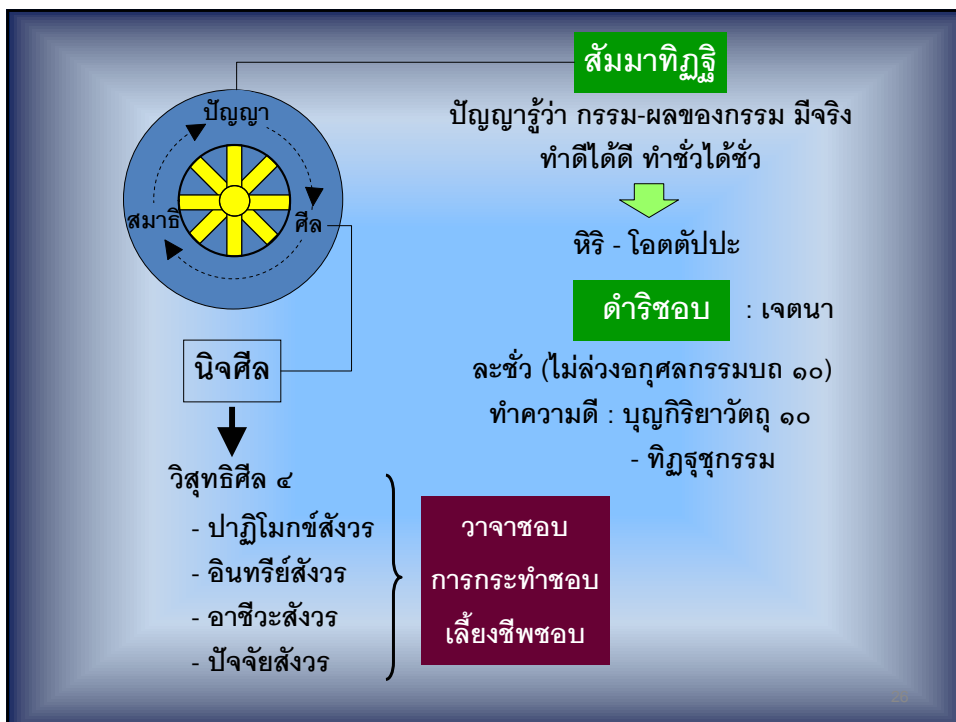 สัมมาทิฏฐิ
ปัญญารู้ว่า กรรม-ผลของกรรม มีจริง
ทำดีได้ดี ทำชั่วได้ชั่ว
หิริ - โอตตัปปะ
ดำริชอบ : เจตนา
ละชั่ว (ไม่ล่วงอกุศลกรรมบถ ๑๐)
ทำความดี : บุญกิริยาวัตถุ ๑๐
- ทิฏจุชุกรรม
ปัญญา
สมาธิ
ศีล
นิจศีล
วิสุทธิศีล ๔
- ปาฏิโมกข์สังวร
- อินทรีย์สังวร
- อาชีวะสังวร
- ปัจจัยสังวร
วาจาชอบ
การกระทำชอบ
เลี้ยงชีพชอบ
26